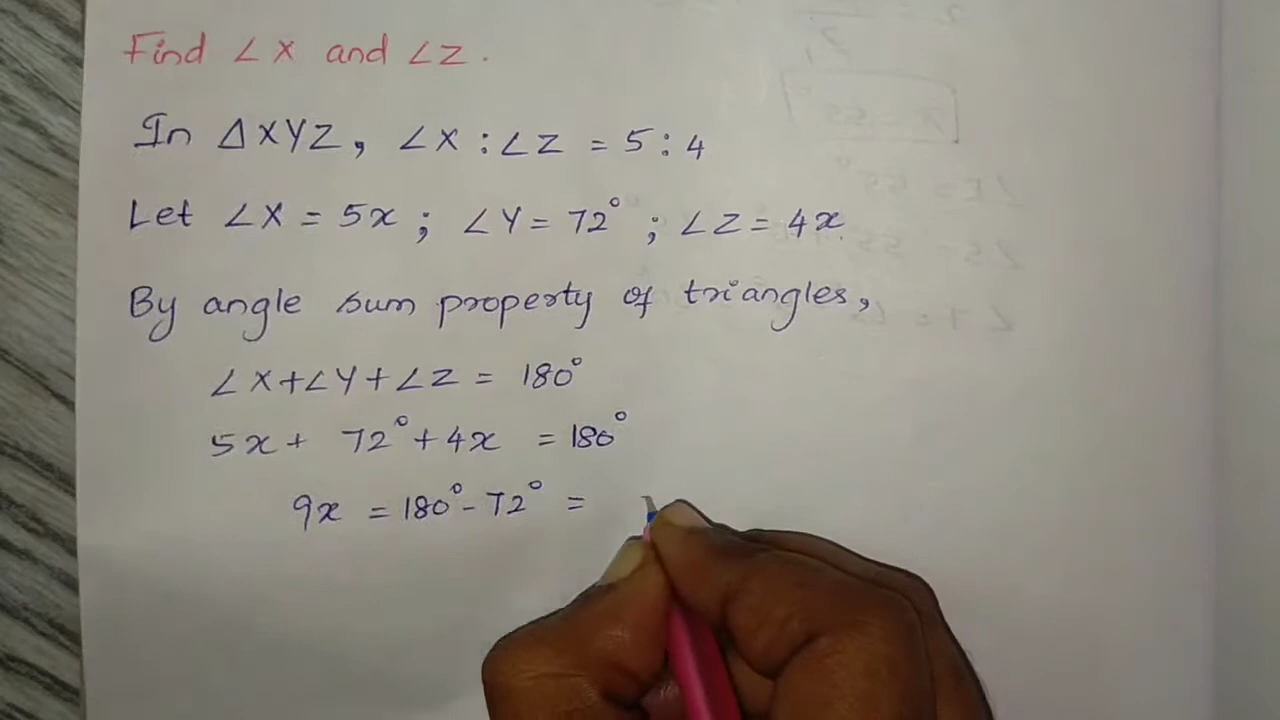 Find ∠X and ∠Z.
In ΔXYZ, ∠X : ∠Z = 5 : 4
Let ∠X = 5x ; ∠Y = 72° ; ∠Z = 4x.
By angle sum property of triangles,
∠X+∠Y+∠Z = 180°
5x + 72° + 4x = 180°
9x = 180° - 72° =